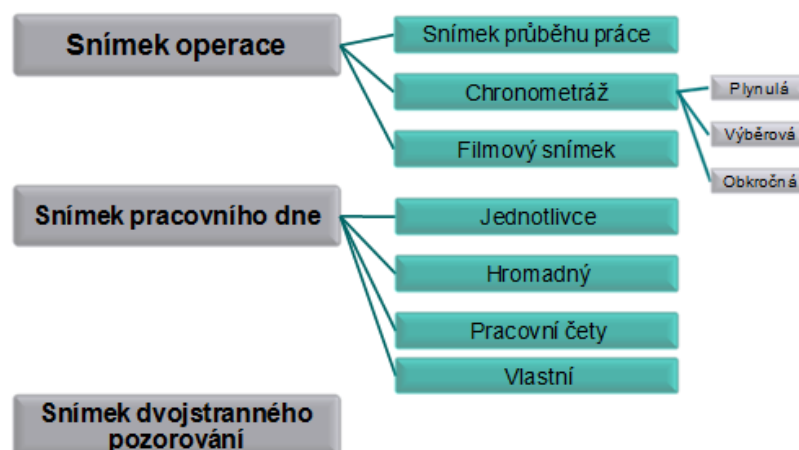 Snímek operace
Snímek průběhu práce
Chronometráž
Filmový snímek
Plynulá
Výběrová
Obkročná
Snímek pracovního dne
Jednotlivce
Hromadný
Pracovní čety
Vlastní
Snímek dvojstranného
pozorování